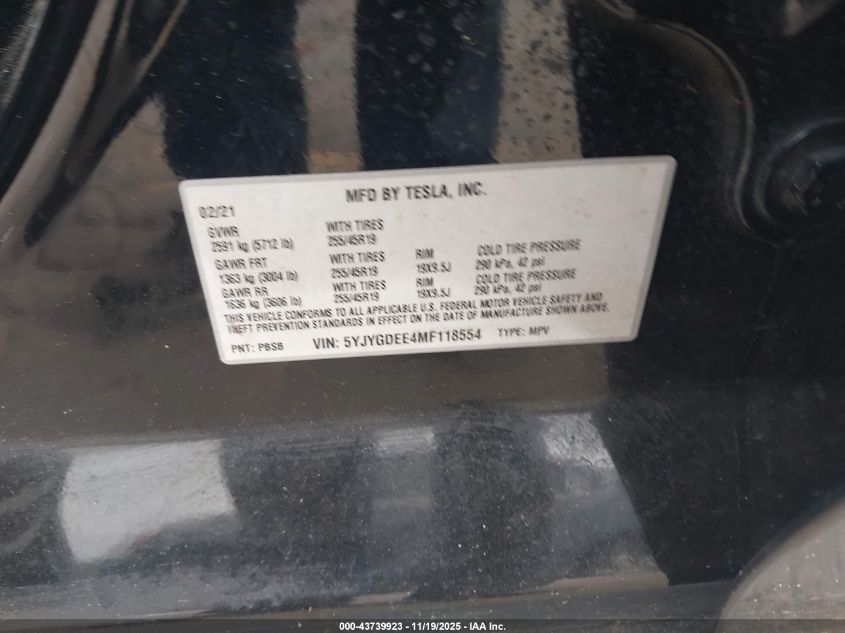 MFD BY TESLA, INC.
02/21
GVWR
2591 kg (5712 lb)
WITH TIRES
255/45R19
GAWR FRT
1363 kg (3004 lb)
WITH TIRES
255/45R19
RIM
19X9.5J
COLD TIRE PRESSURE
290 kPa, 42 psi
GAWR RR
1636 kg (3606 lb)
WITH TIRES
255/45R19
RIM
19X9.5J
COLD TIRE PRESSURE
290 kPa, 42 psi
THIS VEHICLE CONFORMS TO ALL APPLICABLE U.S. FEDERAL MOTOR VEHICLE SAFETY AND
THEFT PREVENTION STANDARDS IN EFFECT ON THE DATE OF MANUFACTURE SHOWN ABOVE.
PNT: PBSB VIN: 5YJYGDEE4MF118554 TYPE: MPV
000-43739923 - 11/19/2025 - IAA Inc.